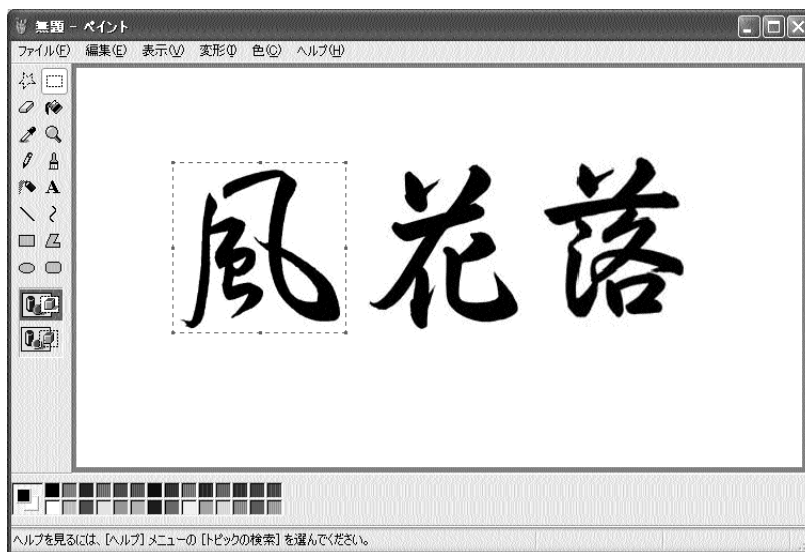 無題 - ペイント
ファイル(F) 編集(E) 表示(V) 変形(I) 色(C) ヘルプ(H)
A
風花落
ヘルプを見るには、[ヘルプ] メニューの [トピックの検索] を選んでください。